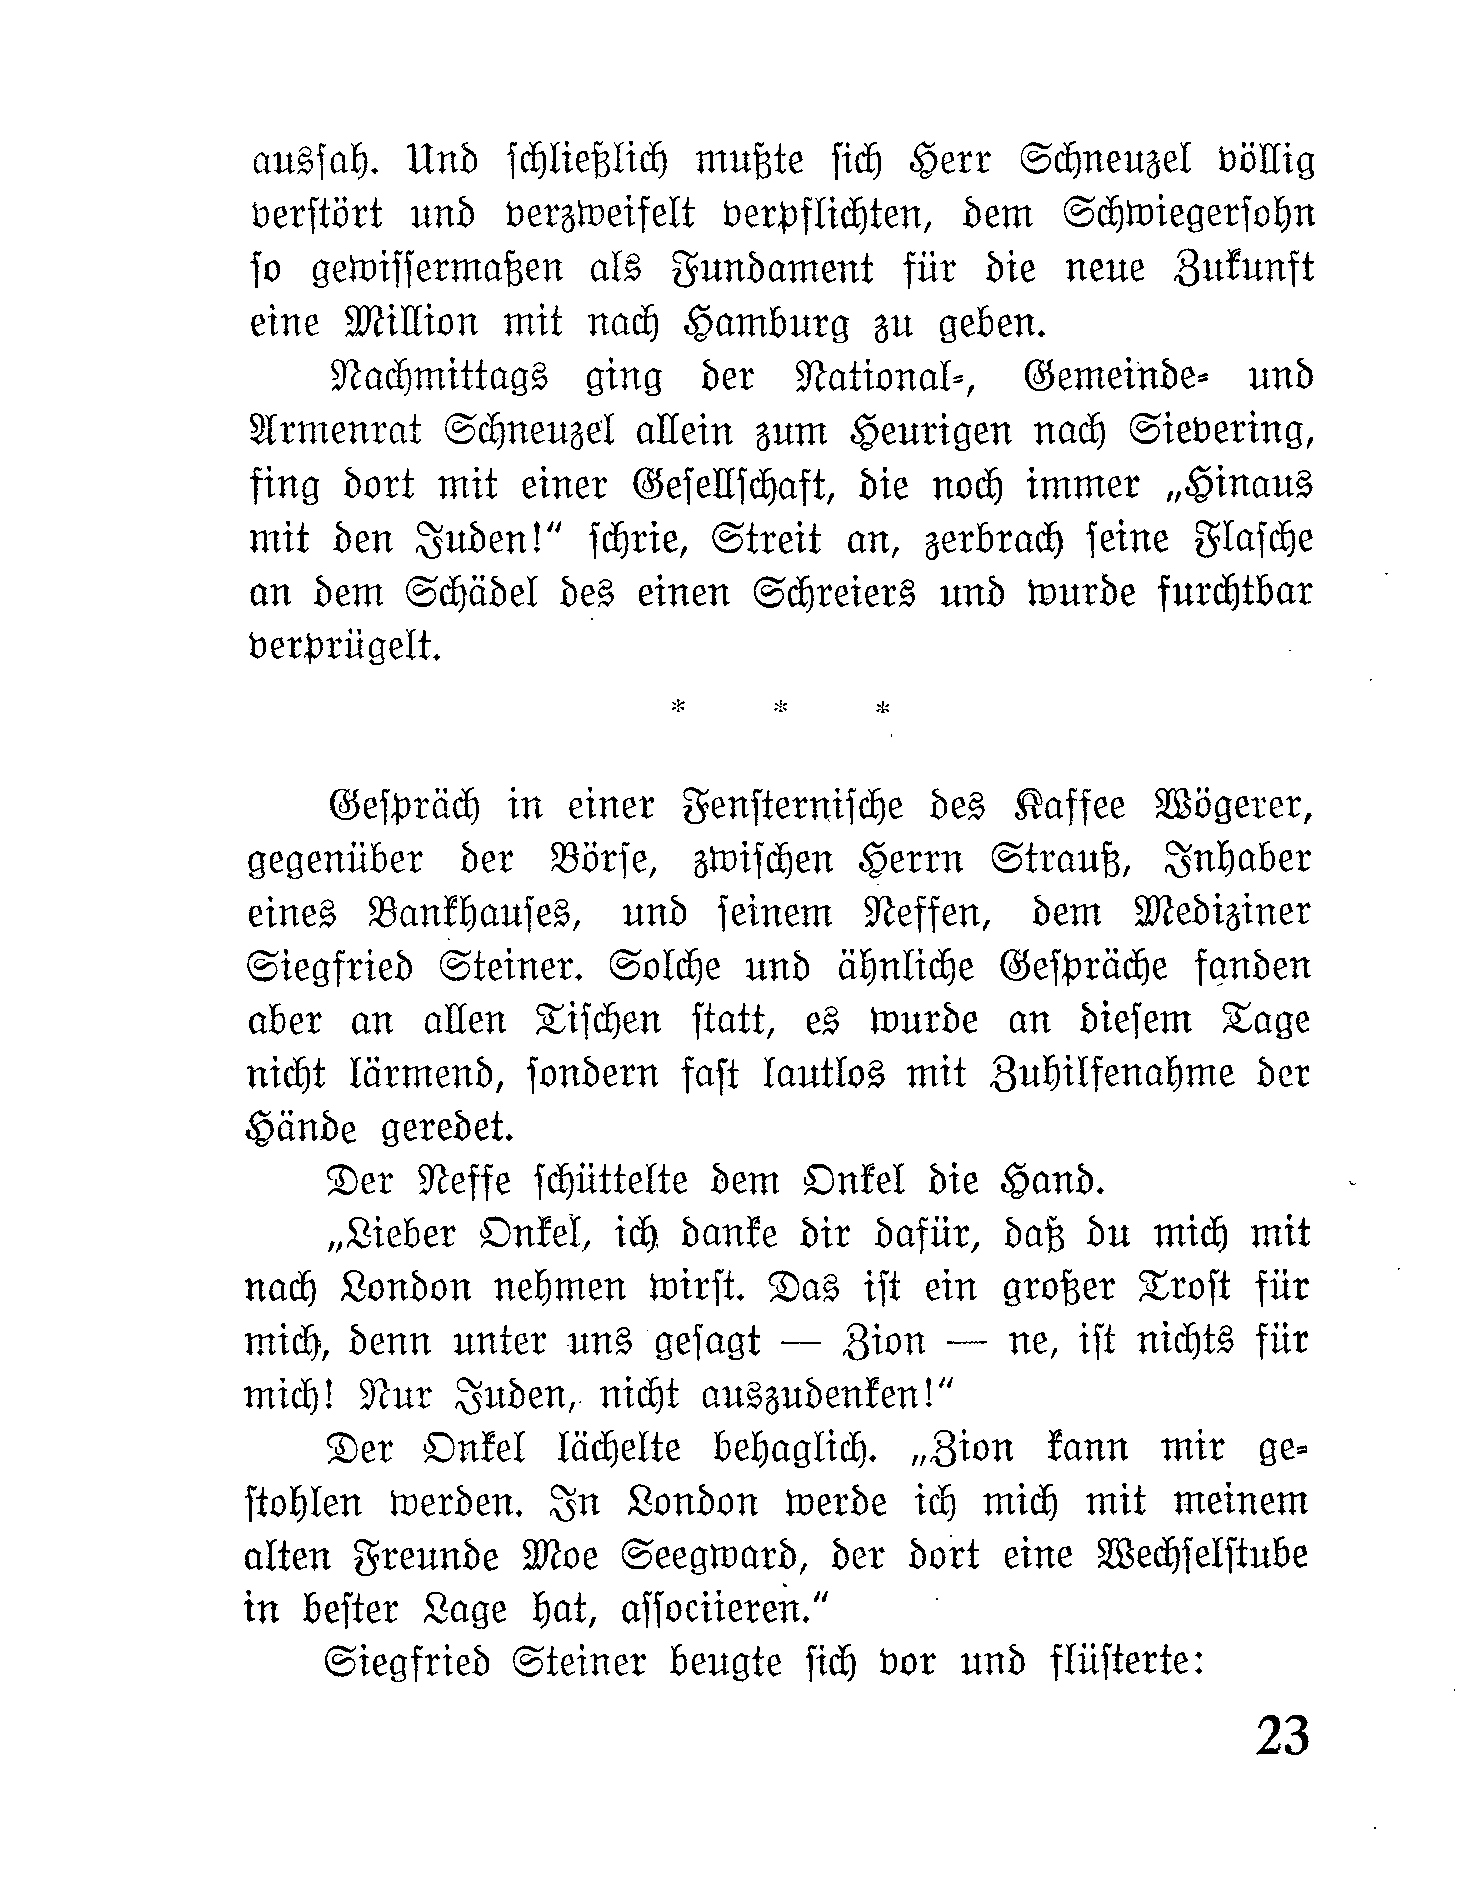 aussah. Und schließlich mußte sich Herr Schneuzel völlig
verstört und verzweifelt verpflichten, dem Schwiegersohn
so gewissermaßen als Fundament für die neue Zukunft
eine Million mit nach Hamburg zu geben.
Nachmittags ging der National-, Gemeinde- und
Armenrat Schneuzel allein zum Heurigen nach Sievering,
fing dort mit einer Gesellschaft, die noch immer „Hinaus
mit den Juden!“ schrie, Streit an, zerbrach seine Flasche
an dem Schädel des einen Schreiers und wurde furchtbar
verprügelt.
* * *
Gespräch in einer Fensternische des Kaffee Wögerer,
gegenüber der Börse, zwischen Herrn Strauß, Inhaber
eines Bankhauses, und seinem Neffen, dem Mediziner
Siegfried Steiner. Solche und ähnliche Gespräche fanden
aber an allen Tischen statt, es wurde an diesem Tage
nicht lärmend, sondern fast lautlos mit Zuhilfenahme der
Hände geredet.
Der Neffe schüttelte dem Onkel die Hand.
„Lieber Onkel, ich danke dir dafür, daß du mich mit
nach London nehmen wirst. Das ist ein großer Trost für
mich, denn unter uns gesagt — Zion — ne, ist nichts für
mich! Nur Juden, nicht auszudenken!“
Der Onkel lächelte behaglich. „Zion kann mir ge-
stohlen werden. In London werde ich mich mit meinem
alten Freunde Moe Seegward, der dort eine Wechselstube
in bester Lage hat, associieren.“
Siegfried Steiner beugte sich vor und flüsterte:
23